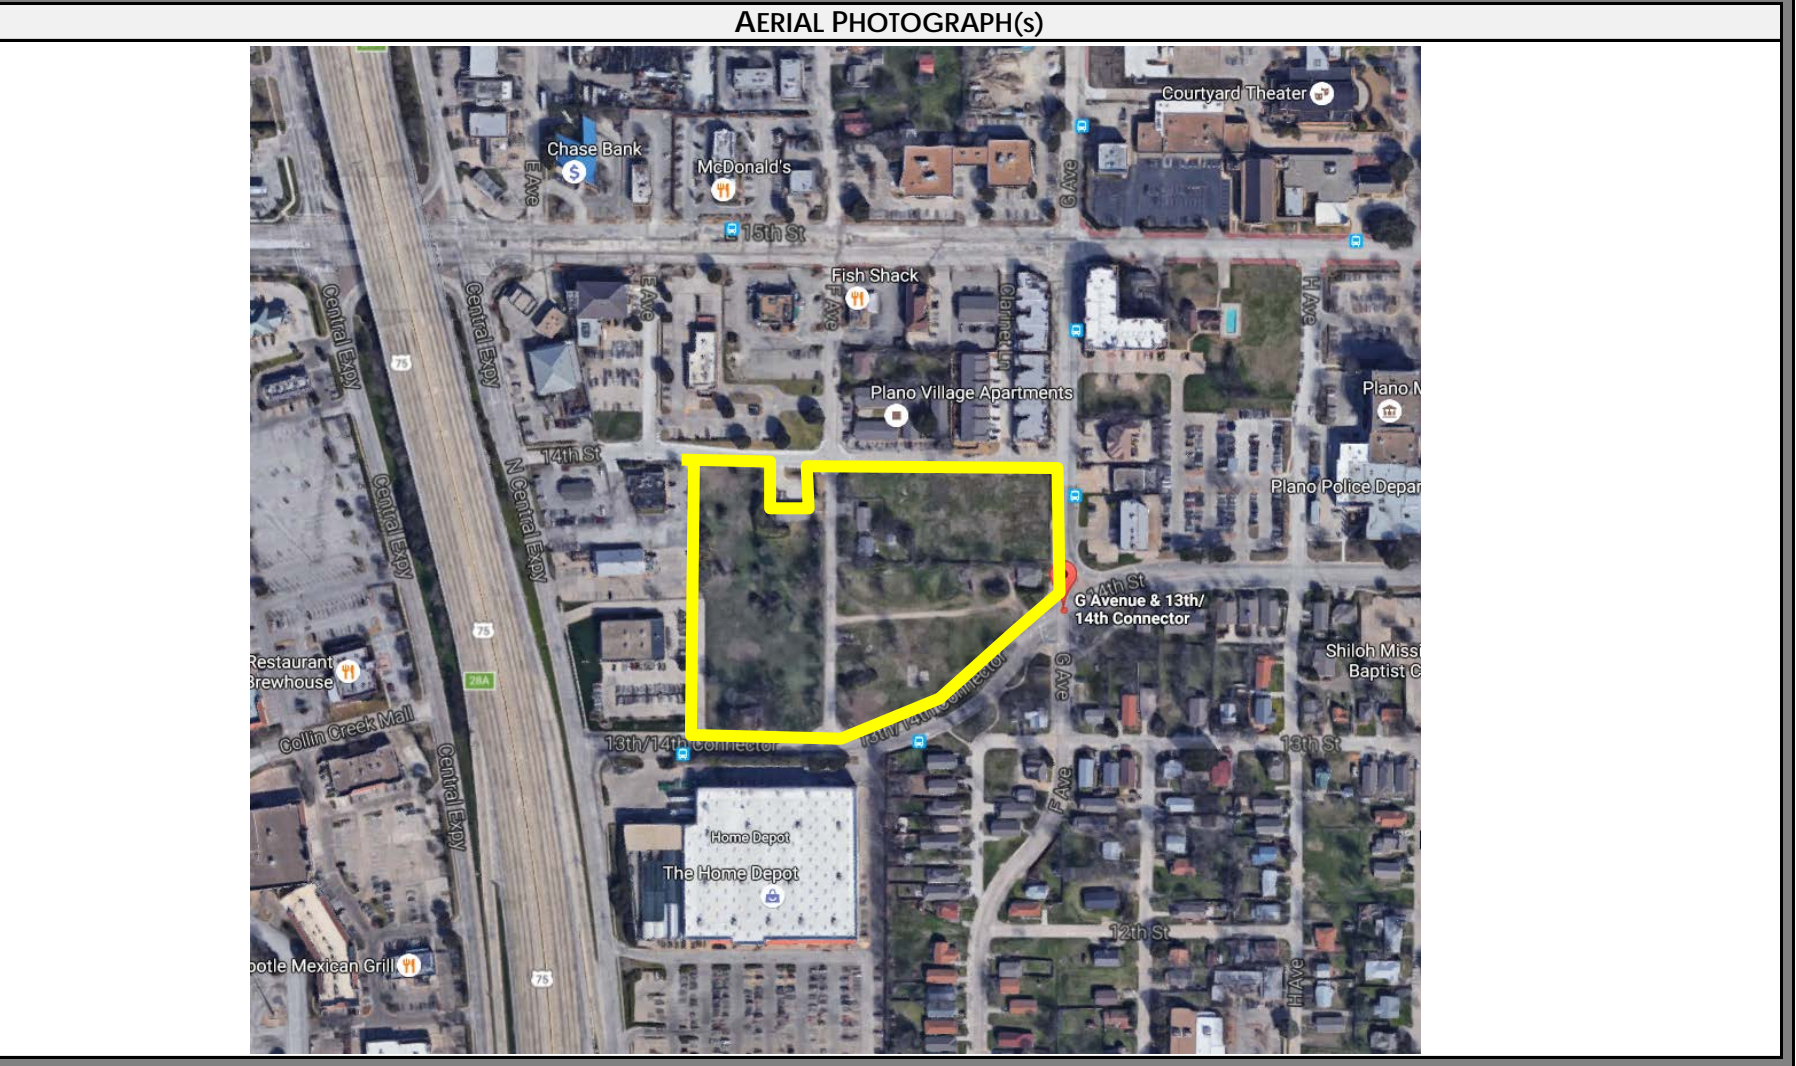 AERIAL PHOTOGRAPH(s)
Courtyard Theater
Chase Bank
McDonald's
E Ave
G Ave
15th St
Fish Shack
Central Expy
Central Expy
E Ave
F Ave
Clarinet Ln
H Ave
75
Plano Village Apartments
Plano M
14th St
N Central Expy
Central Expy
Plano Police Depar
14th St
G Avenue & 13th/
14th Connector
75
Restaurant
Brewhouse
28A
Shiloh Missi
Baptist C
G Ave
Collin Creek Mall
13th/14th Connector
13th/14th Connector
13th St
Central Expy
F Ave
Home Depot
The Home Depot
12th St
potle Mexican Grill
75
H Ave